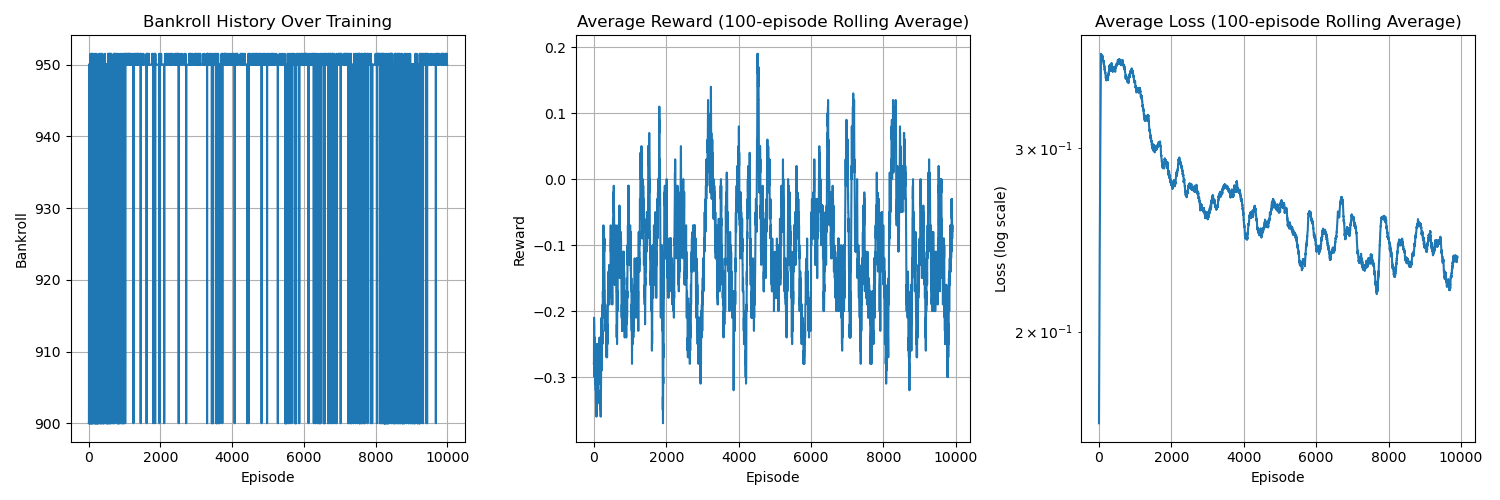 Bankroll History Over Training
950
940
930
920
910
900
Bankroll
0 2000 4000 6000 8000 10000
Episode
Average Reward (100-episode Rolling Average)
0.2
0.1
0.0
−0.1
−0.2
−0.3
Reward
0 2000 4000 6000 8000 10000
Episode
Average Loss (100-episode Rolling Average)
3 × 10⁻¹
2 × 10⁻¹
Loss (log scale)
0 2000 4000 6000 8000 10000
Episode